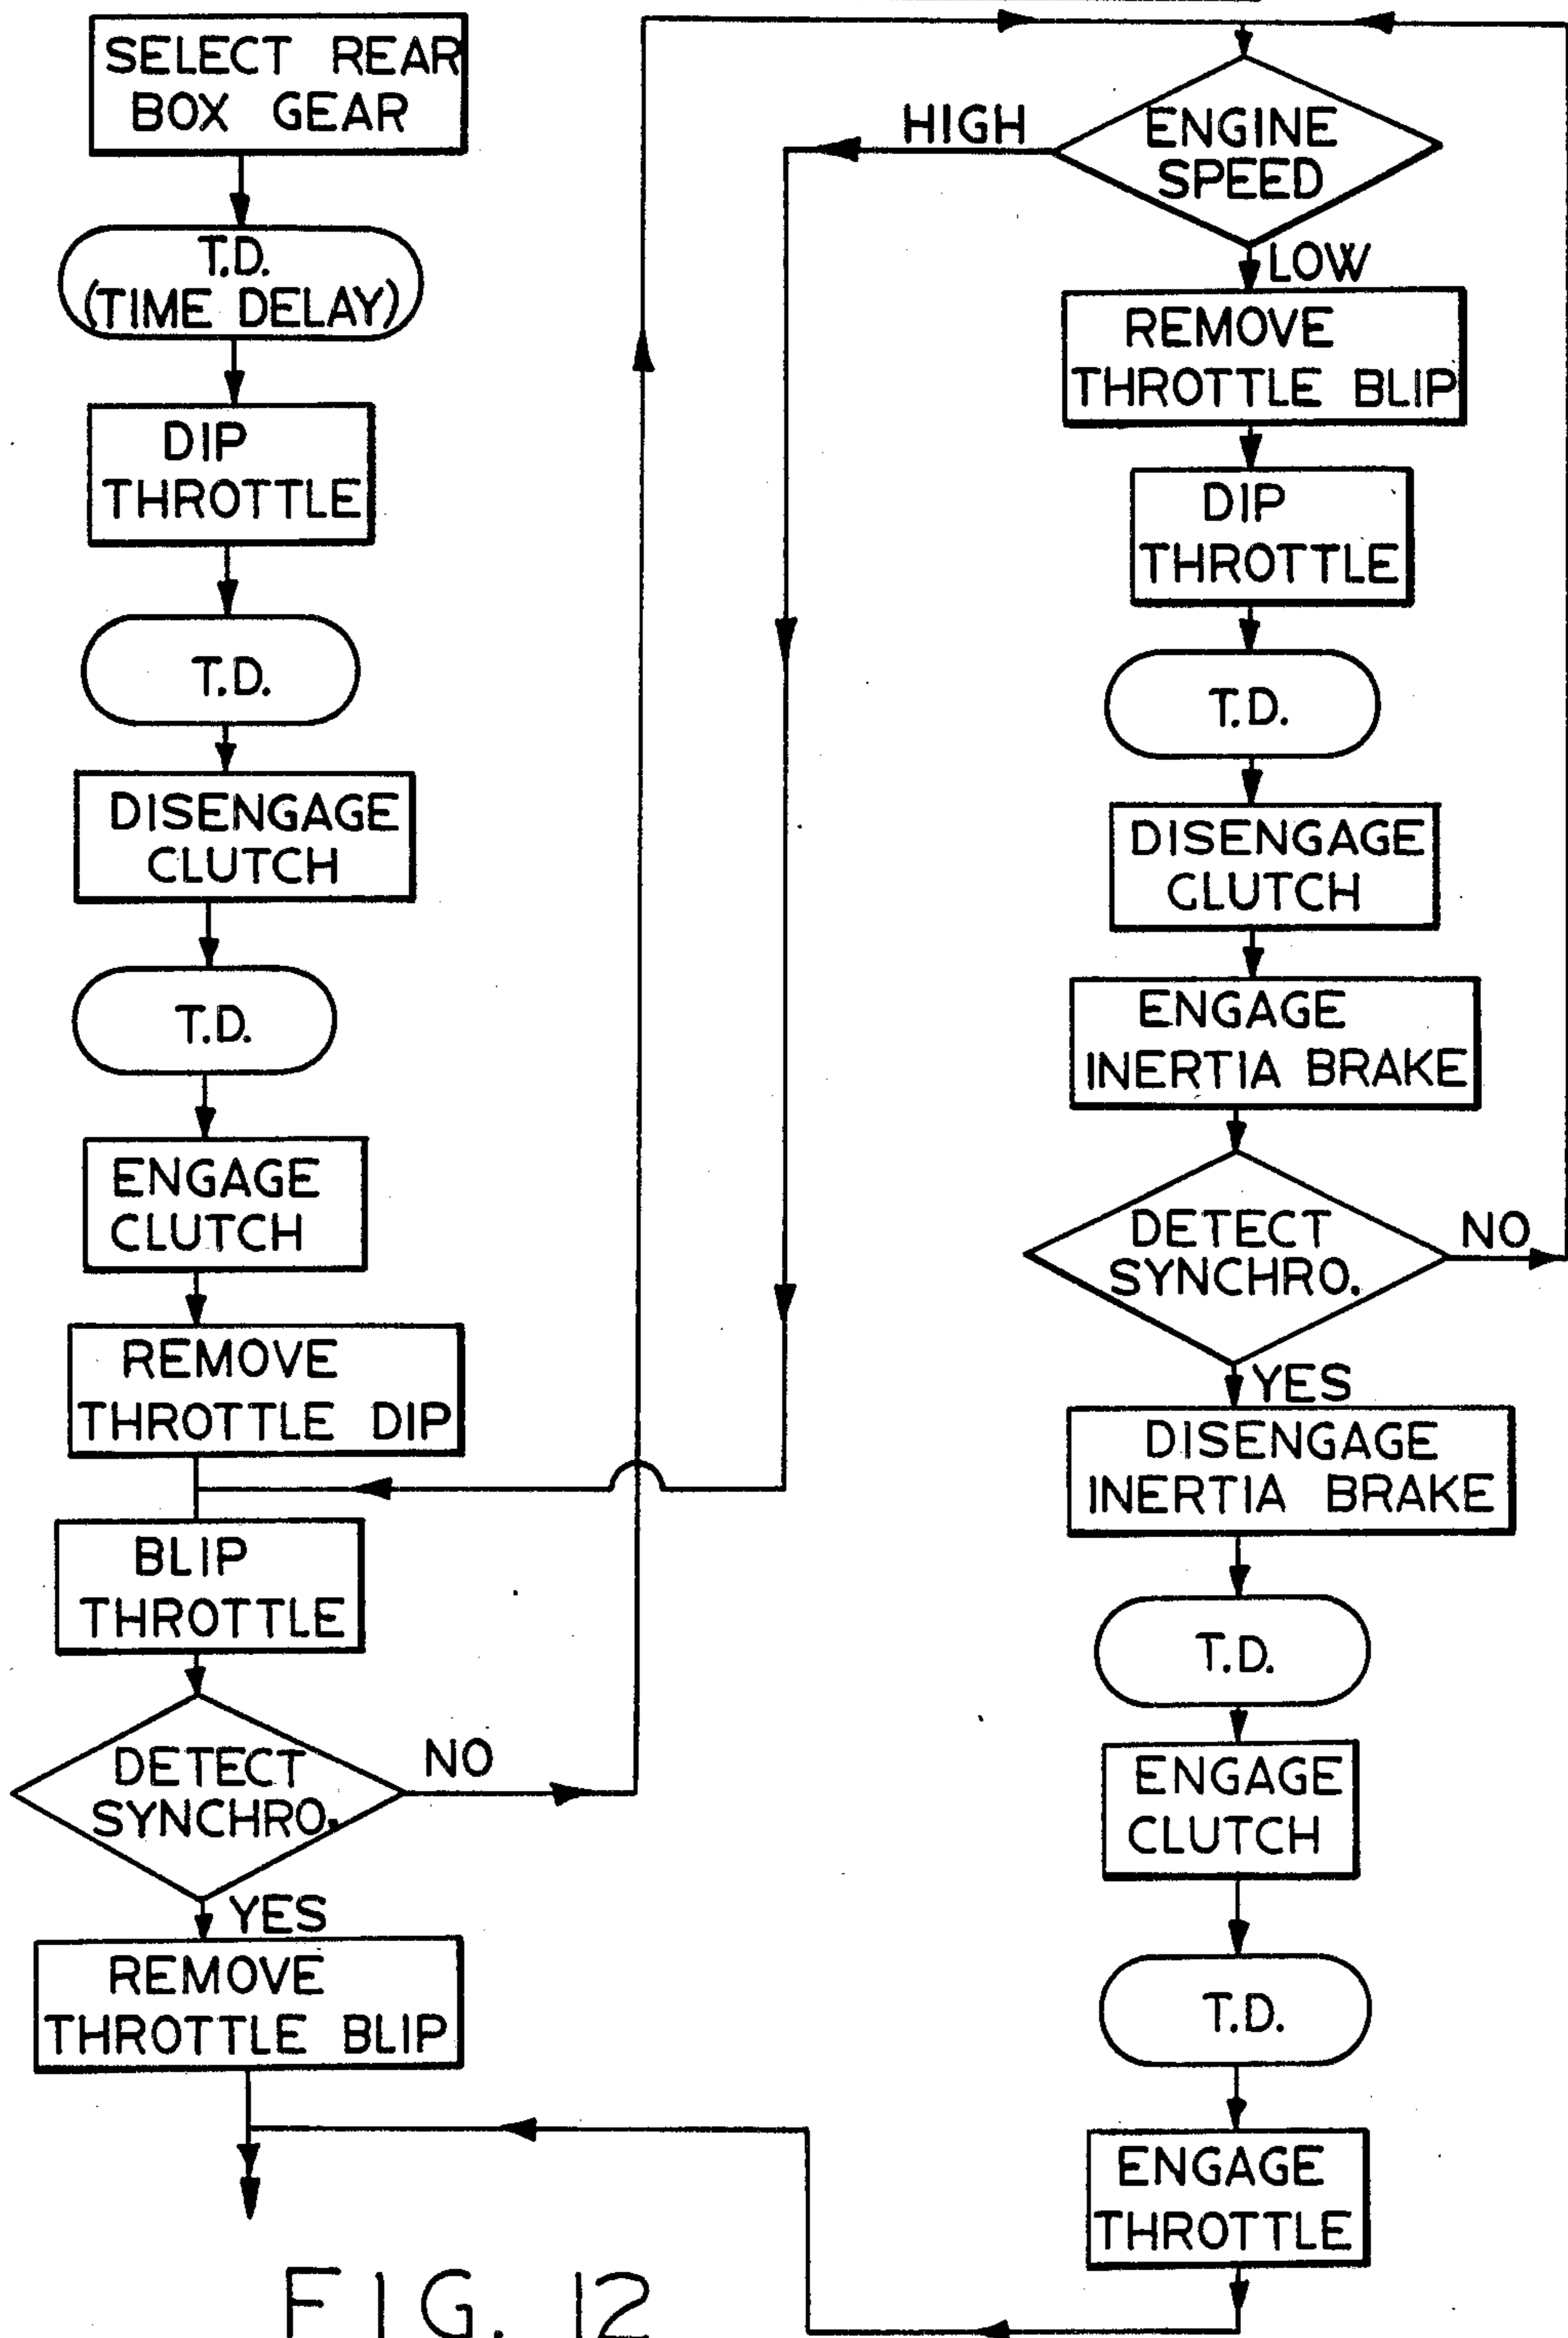 SELECT REAR
BOX GEAR
T.D.
(TIME DELAY)
DIP
THROTTLE
T.D.
DISENGAGE
CLUTCH
T.D.
ENGAGE
CLUTCH
REMOVE
THROTTLE DIP
BLIP
THROTTLE
DETECT
SYNCHRO.
NO
YES
REMOVE
THROTTLE BLIP
ENGINE
SPEED
HIGH
LOW
REMOVE
THROTTLE BLIP
DIP
THROTTLE
T.D.
DISENGAGE
CLUTCH
ENGAGE
INERTIA BRAKE
DETECT
SYNCHRO.
NO
YES
DISENGAGE
INERTIA BRAKE
T.D.
ENGAGE
CLUTCH
T.D.
ENGAGE
THROTTLE
FIG. 12